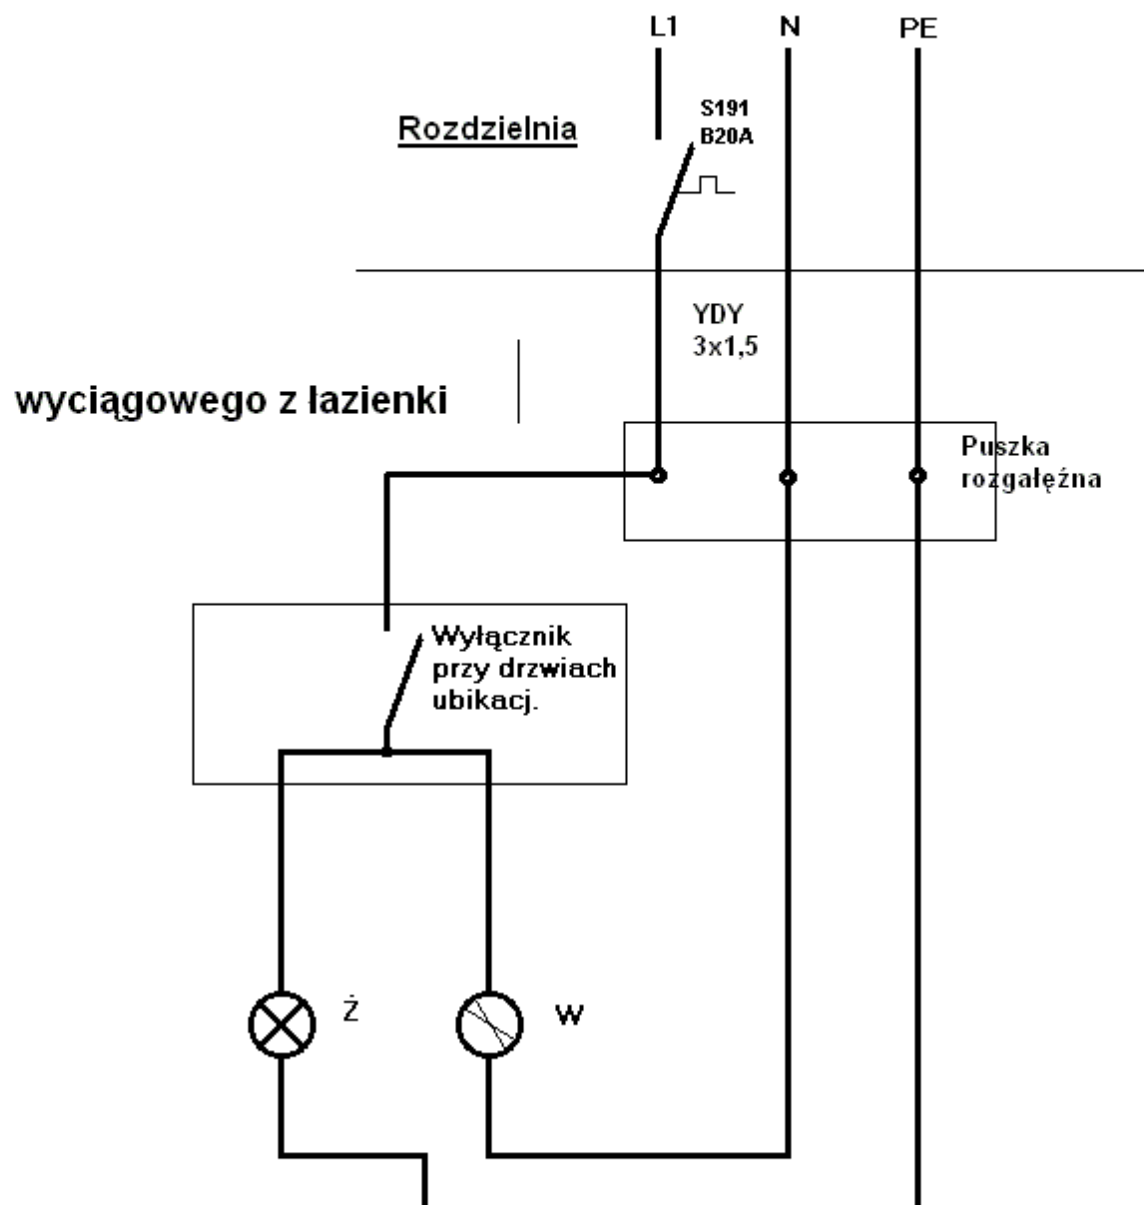 L1 N PE
S191
B20A
Rozdzielnia
YDY
3x1,5
wyciągowego z łazienki
Puszka
rozgałęźna
Wyłącznik
przy drzwiach
ubikacj.
Ż
W